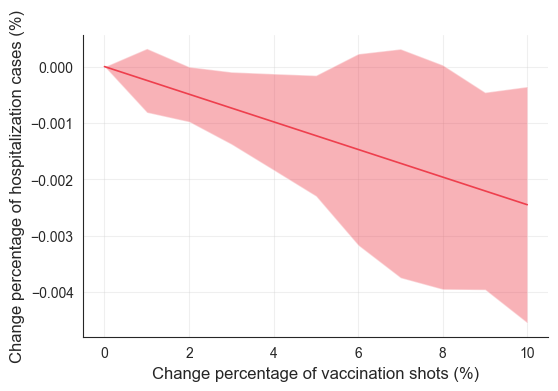 Change percentage of hospitalization cases (%)
0.000
−0.001
−0.002
−0.003
−0.004
0 2 4 6 8 10
Change percentage of vaccination shots (%)